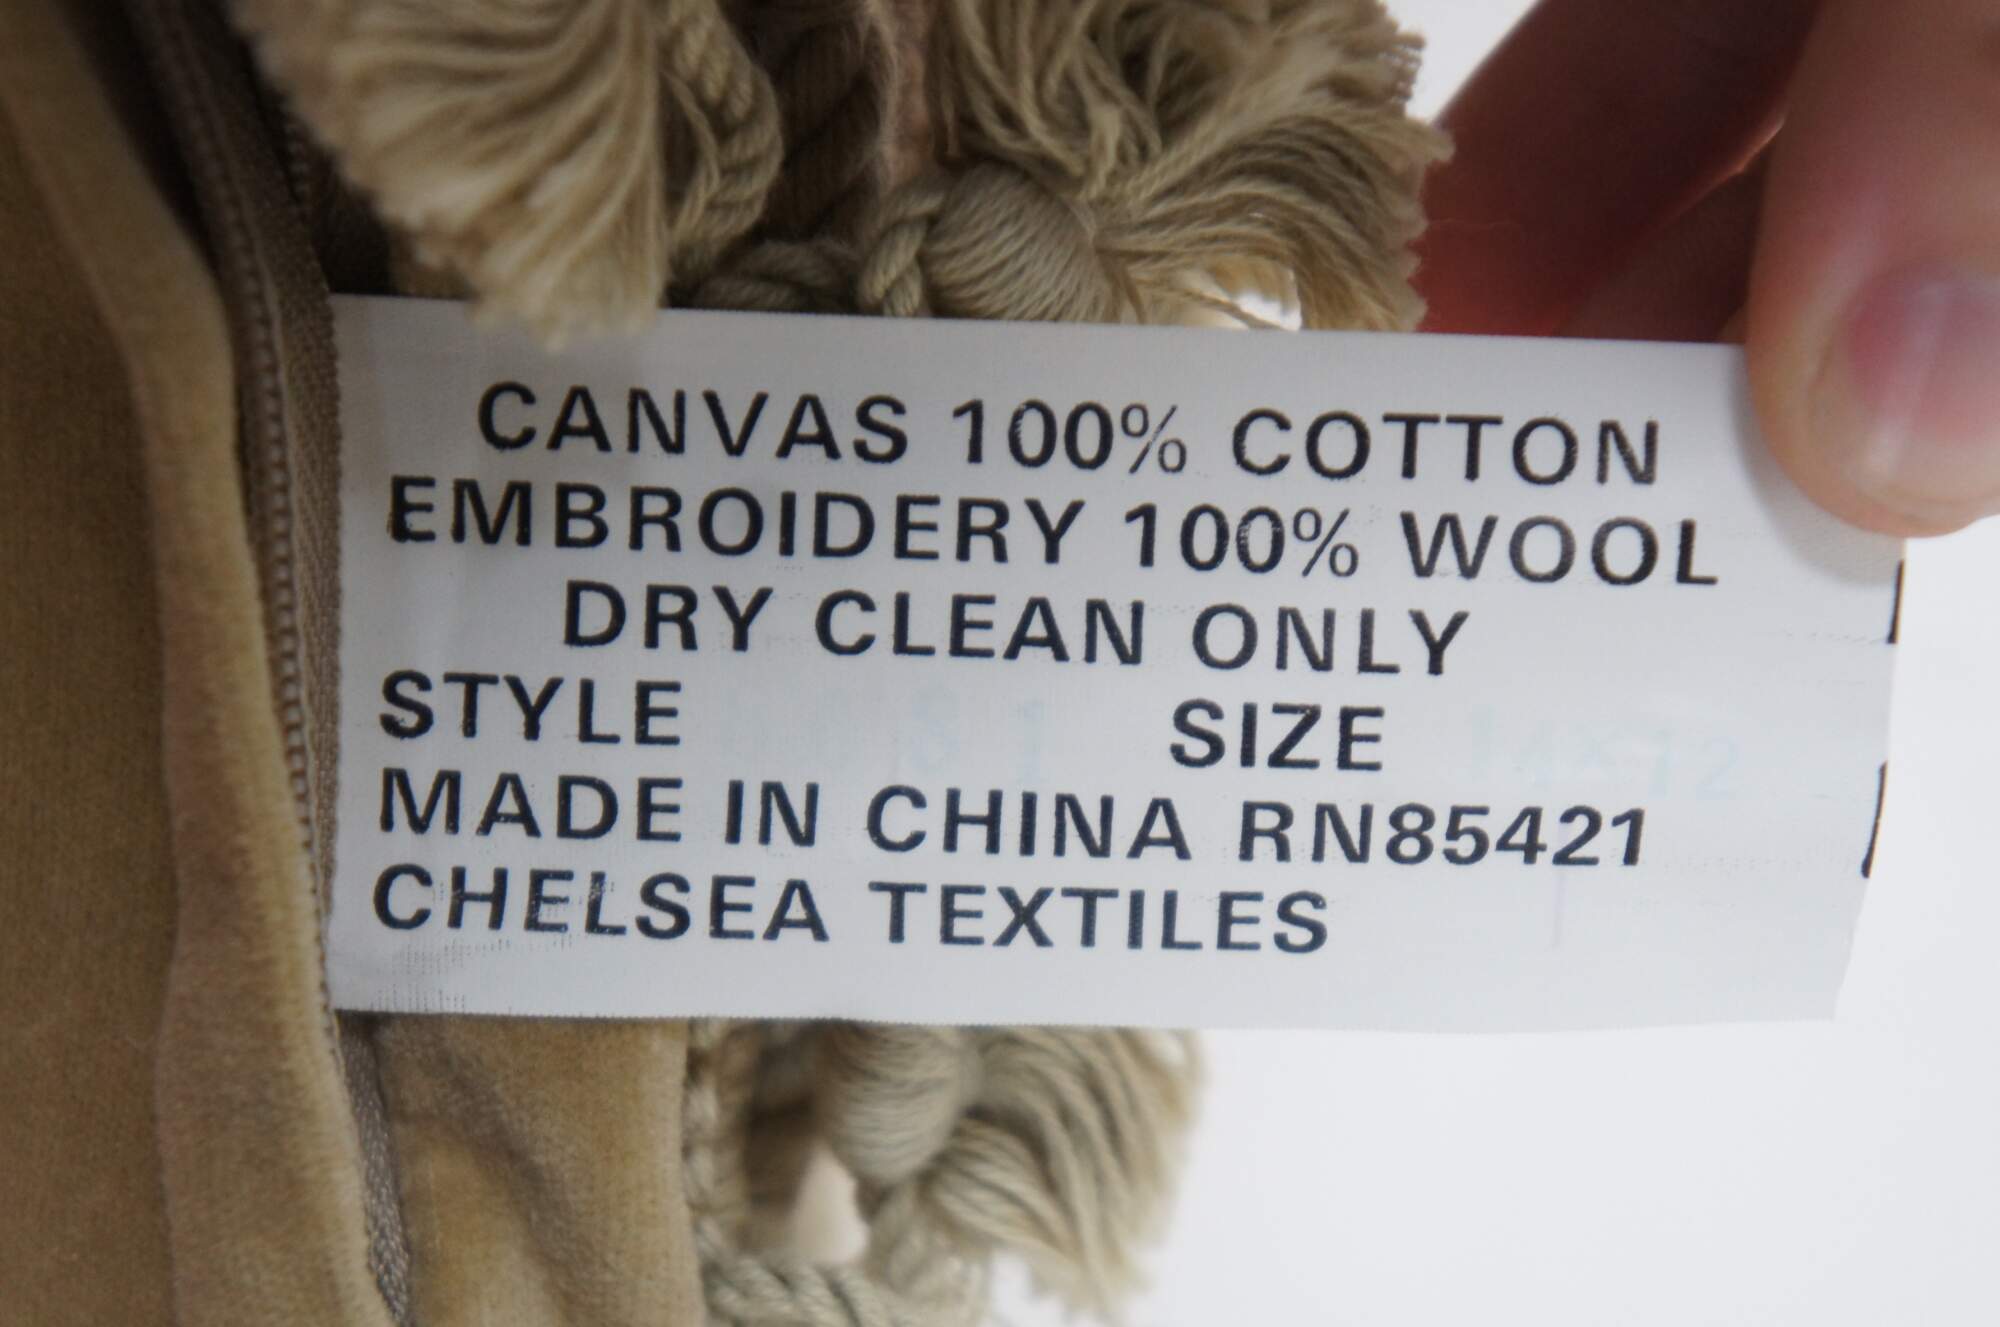 CANVAS 100% COTTON
EMBROIDERY 100% WOOL
DRY CLEAN ONLY
STYLE SIZE
MADE IN CHINA RN85421
CHELSEA TEXTILES